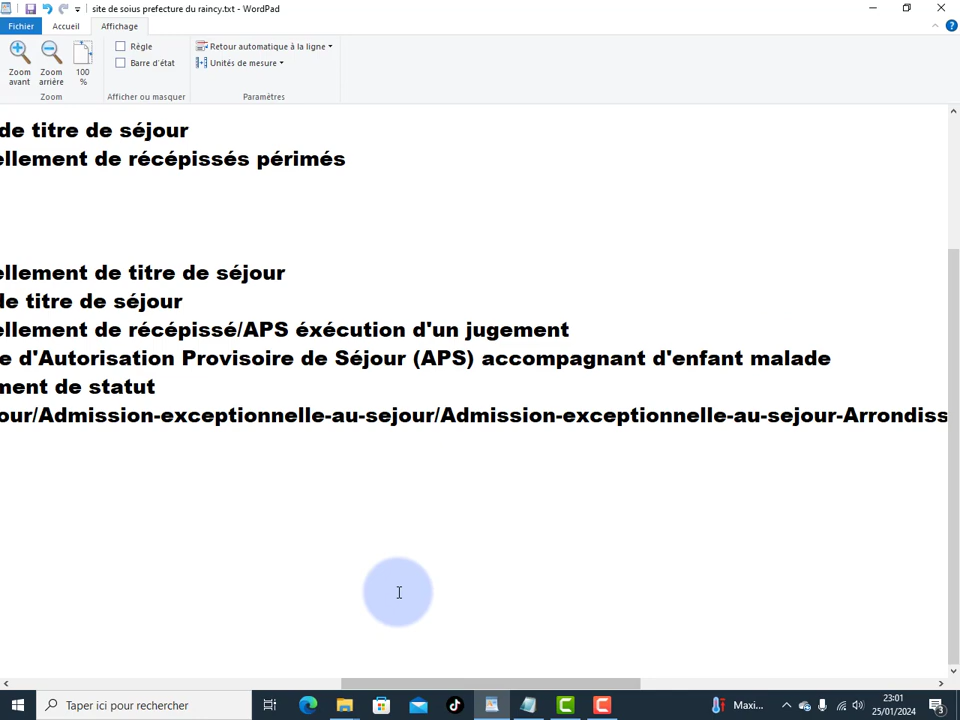 site de soius prefecture du raincy.txt - WordPad
Fichier Accueil Affichage
Zoom avant
Zoom arrière
100 %
Zoom
Règle
Barre d'état
Afficher ou masquer
Retour automatique à la ligne
Unités de mesure
Paramètres
de titre de séjour
ellement de récépissés périmés
ellement de titre de séjour
de titre de séjour
ellement de récépissé/APS éxécution d'un jugement
e d'Autorisation Provisoire de Séjour (APS) accompagnant d'enfant malade
ment de statut
our/Admission-exceptionnelle-au-sejour/Admission-exceptionnelle-au-sejour-Arrondiss
Taper ici pour rechercher
Maxi...
23:01
25/01/2024
3